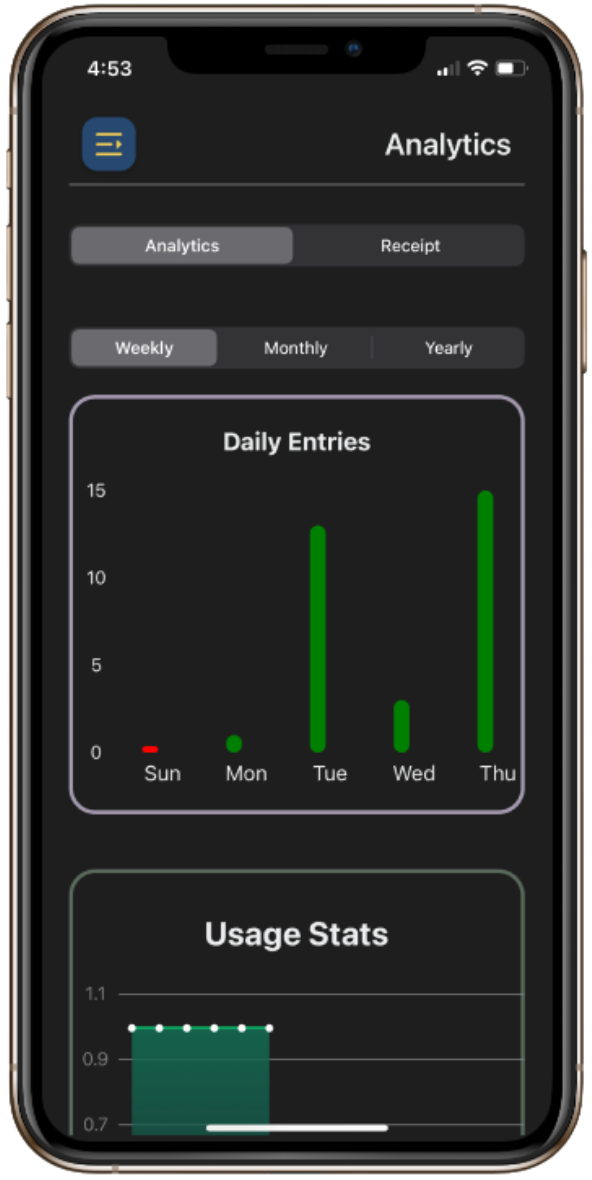 4:53
Analytics
Analytics Receipt
Weekly Monthly Yearly
Daily Entries
15
10
5
0
Sun Mon Tue Wed Thu
Usage Stats
1.1
0.9
0.7